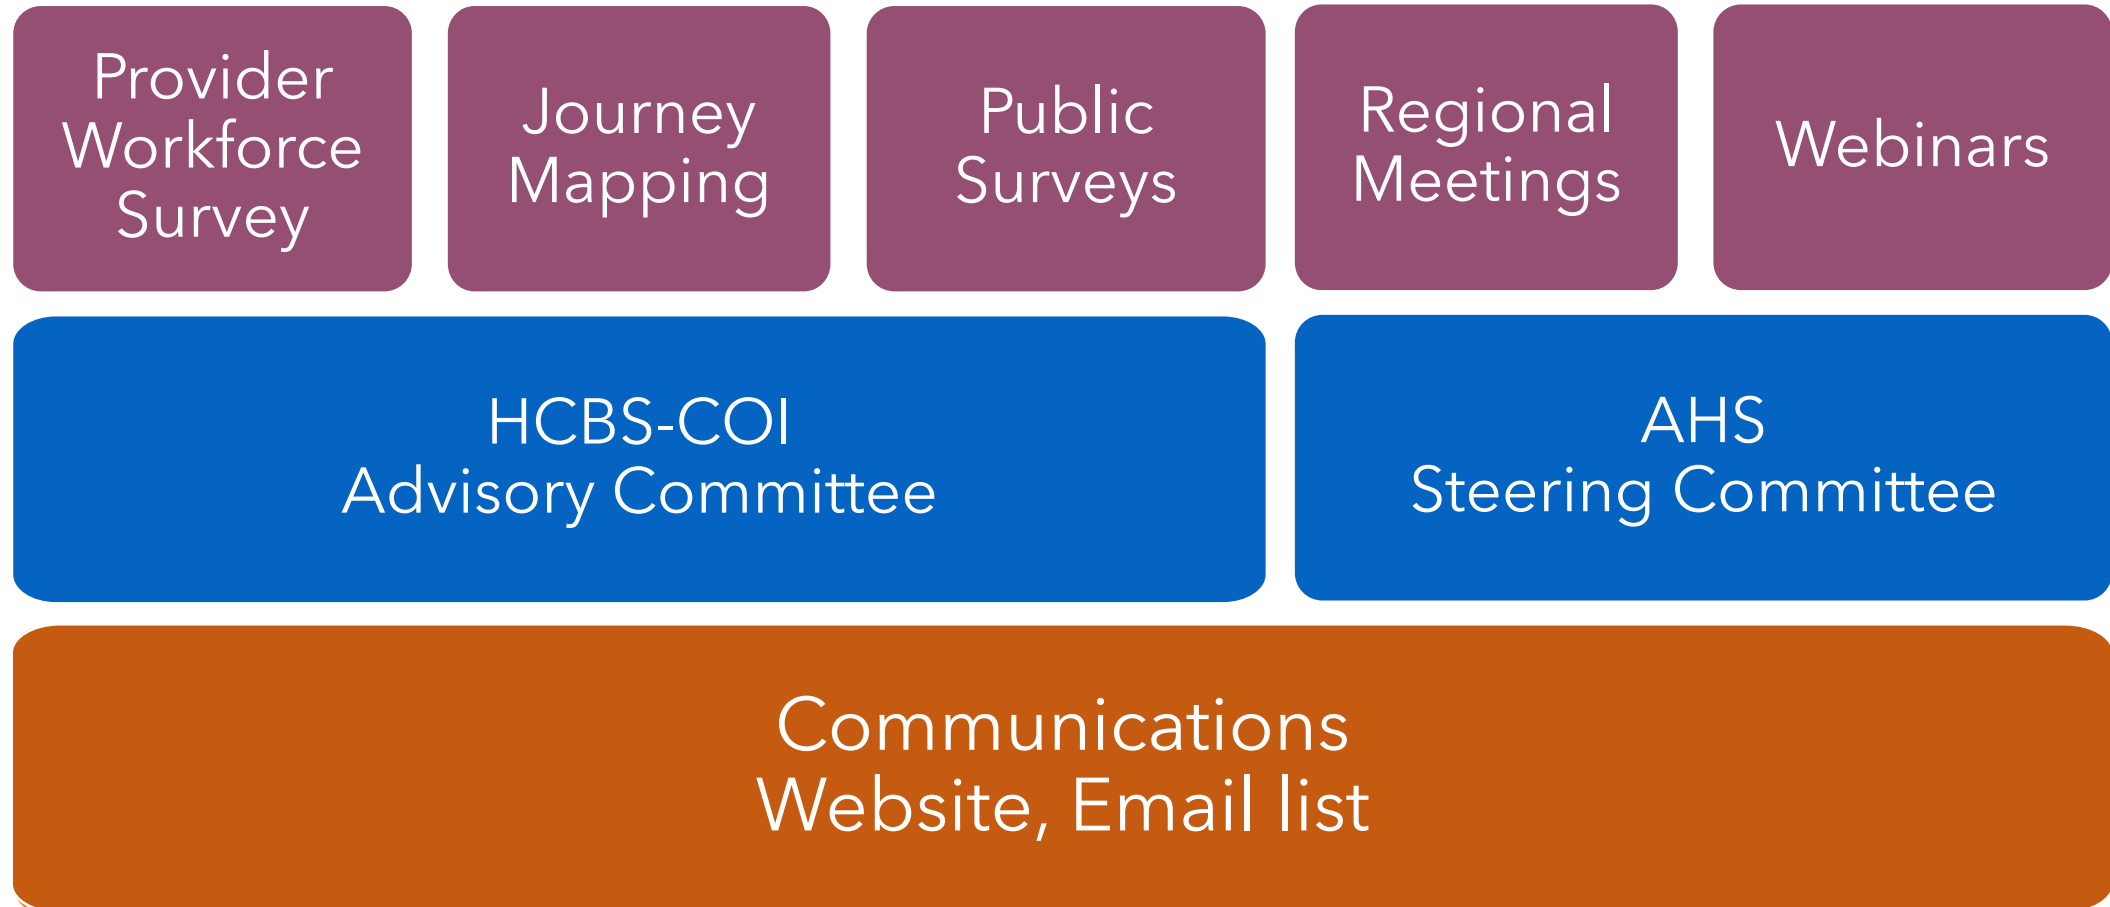 Provider
Workforce
Survey
Journey
Mapping
Public
Surveys
Regional
Meetings
Webinars
HCBS-COI
Advisory Committee
AHS
Steering Committee
Communications
Website, Email list